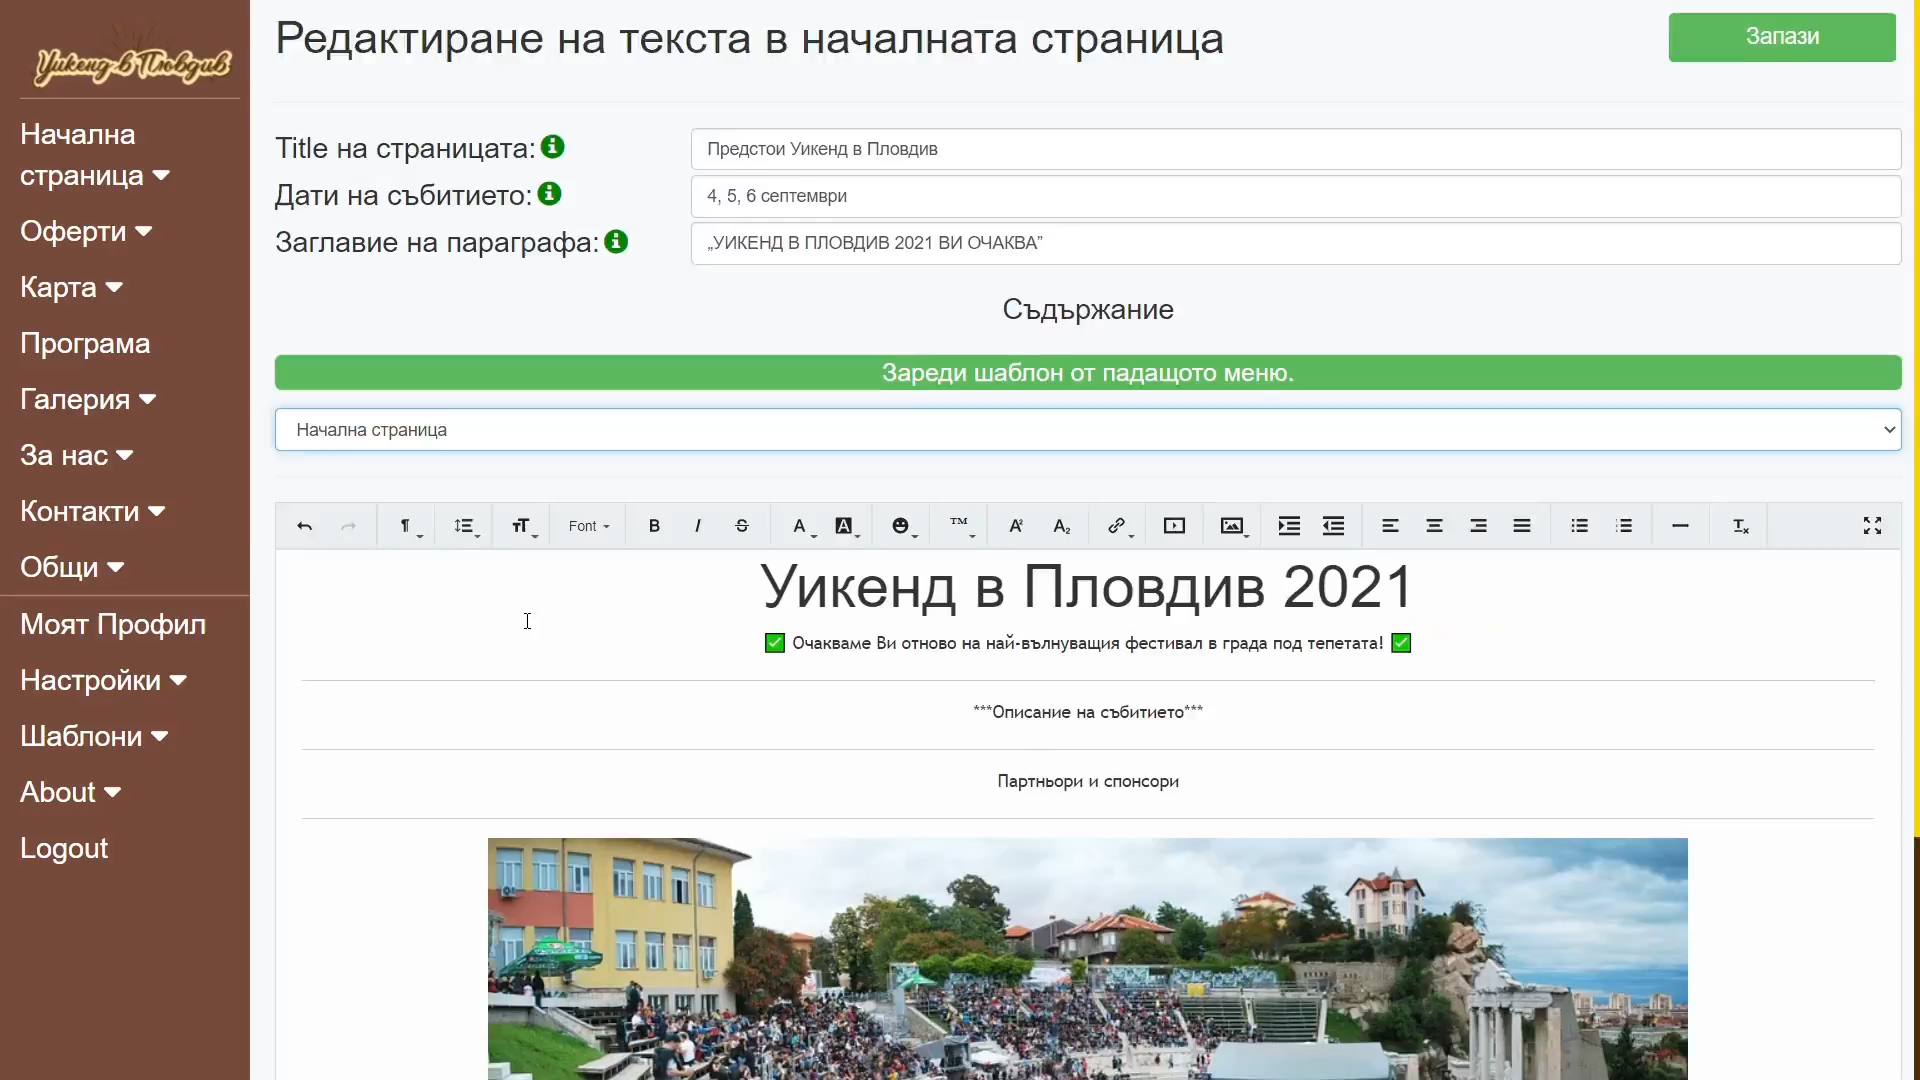 Уикенд в Пловдив
Начална
страница
Оферти
Карта
Програма
Галерия
За нас
Контакти
Общи
Моят Профил
Настройки
Шаблони
About
Logout
Редактиране на текста в началната страница
Запази
Title на страницата:
Предстои Уикенд в Пловдив
Дати на събитието:
4, 5, 6 септември
Заглавие на параграфа:
„УИКЕНД В ПЛОВДИВ 2021 ВИ ОЧАКВА”
Съдържание
Зареди шаблон от падащото меню.
Начална страница
Font
Уикенд в Пловдив 2021
✅ Очакваме Ви отново на най-вълнуващия фестивал в града под тепетата! ✅
***Описание на събитието***
Партньори и спонсори